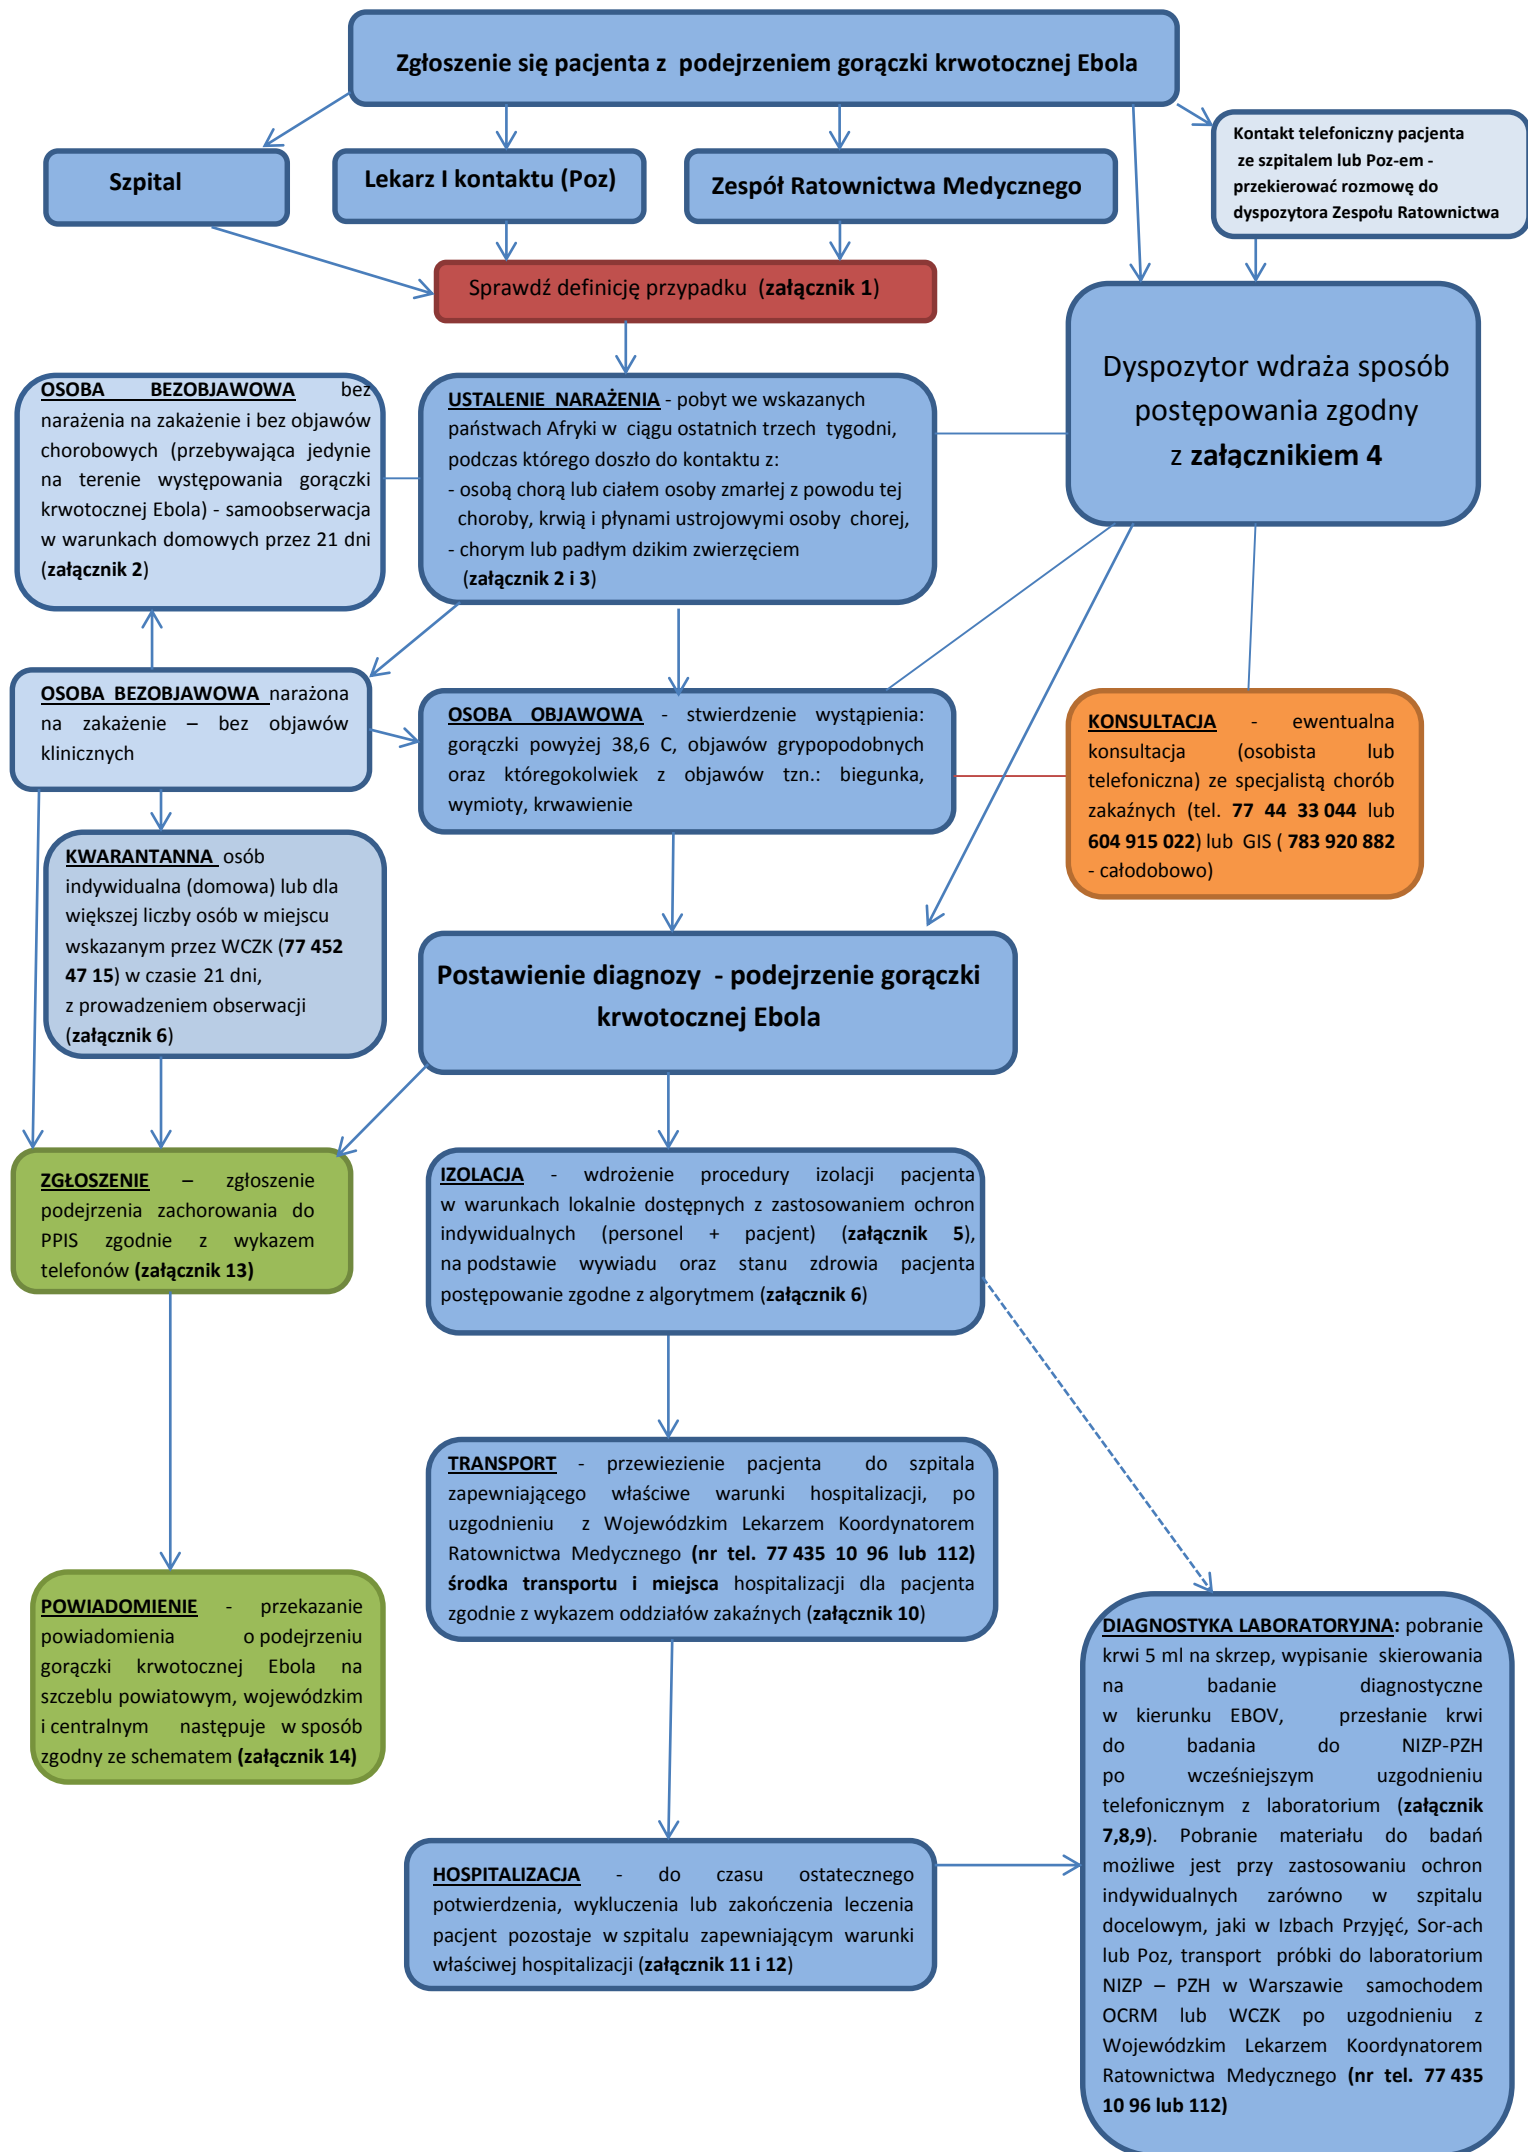 Zgłoszenie się pacjenta z podejrzeniem gorączki krwotocznej Ebola
Szpital
Lekarz I kontaktu (Poz)
Zespół Ratownictwa Medycznego
Kontakt telefoniczny pacjenta
ze szpitalem lub Poz-em -
przekierować rozmowę do
dyspozytora Zespołu Ratownictwa
Sprawdź definicję przypadku (załącznik 1)
Dyspozytor wdraża sposób
postępowania zgodny
z załącznikiem 4
OSOBA BEZOBJAWOWA bez
narażenia na zakażenie i bez objawów
chorobowych (przebywająca jedynie
na terenie występowania gorączki
krwotocznej Ebola) - samoobserwacja
w warunkach domowych przez 21 dni
(załącznik 2)
USTALENIE NARAŻENIA - pobyt we wskazanych
państwach Afryki w ciągu ostatnich trzech tygodni,
podczas którego doszło do kontaktu z:
- osobą chorą lub ciałem osoby zmarłej z powodu tej
choroby, krwią i płynami ustrojowymi osoby chorej,
- chorym lub padłym dzikim zwierzęciem
(załącznik 2 i 3)
OSOBA BEZOBJAWOWA narażona
na zakażenie – bez objawów
klinicznych
OSOBA OBJAWOWA - stwierdzenie wystąpienia:
gorączki powyżej 38,6 C, objawów grypopodobnych
oraz któregokolwiek z objawów tzn.: biegunka,
wymioty, krwawienie
KONSULTACJA - ewentualna
konsultacja (osobista lub
telefoniczna) ze specjalistą chorób
zakaźnych (tel. 77 44 33 044 lub
604 915 022) lub GIS ( 783 920 882
- całodobowo)
KWARANTANNA osób
indywidualna (domowa) lub dla
większej liczby osób w miejscu
wskazanym przez WCZK (77 452
47 15) w czasie 21 dni,
z prowadzeniem obserwacji
(załącznik 6)
Postawienie diagnozy - podejrzenie gorączki
krwotocznej Ebola
ZGŁOSZENIE – zgłoszenie
podejrzenia zachorowania do
PPIS zgodnie z wykazem
telefonów (załącznik 13)
IZOLACJA - wdrożenie procedury izolacji pacjenta
w warunkach lokalnie dostępnych z zastosowaniem ochron
indywidualnych (personel + pacjent) (załącznik 5),
na podstawie wywiadu oraz stanu zdrowia pacjenta
postępowanie zgodne z algorytmem (załącznik 6)
TRANSPORT - przewiezienie pacjenta do szpitala
zapewniającego właściwe warunki hospitalizacji, po
uzgodnieniu z Wojewódzkim Lekarzem Koordynatorem
Ratownictwa Medycznego (nr tel. 77 435 10 96 lub 112)
środka transportu i miejsca hospitalizacji dla pacjenta
zgodnie z wykazem oddziałów zakaźnych (załącznik 10)
POWIADOMIENIE - przekazanie
powiadomienia o podejrzeniu
gorączki krwotocznej Ebola na
szczeblu powiatowym, wojewódzkim
i centralnym następuje w sposób
zgodny ze schematem (załącznik 14)
DIAGNOSTYKA LABORATORYJNA: pobranie
krwi 5 ml na skrzep, wypisanie skierowania
na badanie diagnostyczne
w kierunku EBOV, przesłanie krwi
do badania do NIZP-PZH
po wcześniejszym uzgodnieniu
telefonicznym z laboratorium (załącznik
7,8,9). Pobranie materiału do badań
możliwe jest przy zastosowaniu ochron
indywidualnych zarówno w szpitalu
docelowym, jaki w Izbach Przyjęć, Sor-ach
lub Poz, transport próbki do laboratorium
NIZP – PZH w Warszawie samochodem
OCRM lub WCZK po uzgodnieniu z
Wojewódzkim Lekarzem Koordynatorem
Ratownictwa Medycznego (nr tel. 77 435
10 96 lub 112)
HOSPITALIZACJA - do czasu ostatecznego
potwierdzenia, wykluczenia lub zakończenia leczenia
pacjent pozostaje w szpitalu zapewniającym warunki
właściwej hospitalizacji (załącznik 11 i 12)